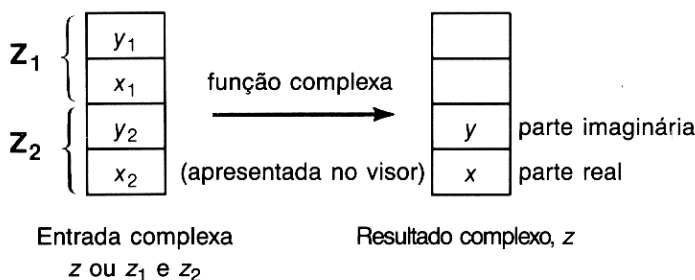 Z1
y1
x1
Z2
y2
x2
função complexa
(apresentada no visor)
y parte imaginária
x parte real
Entrada complexa
z ou z1 e z2
Resultado complexo, z